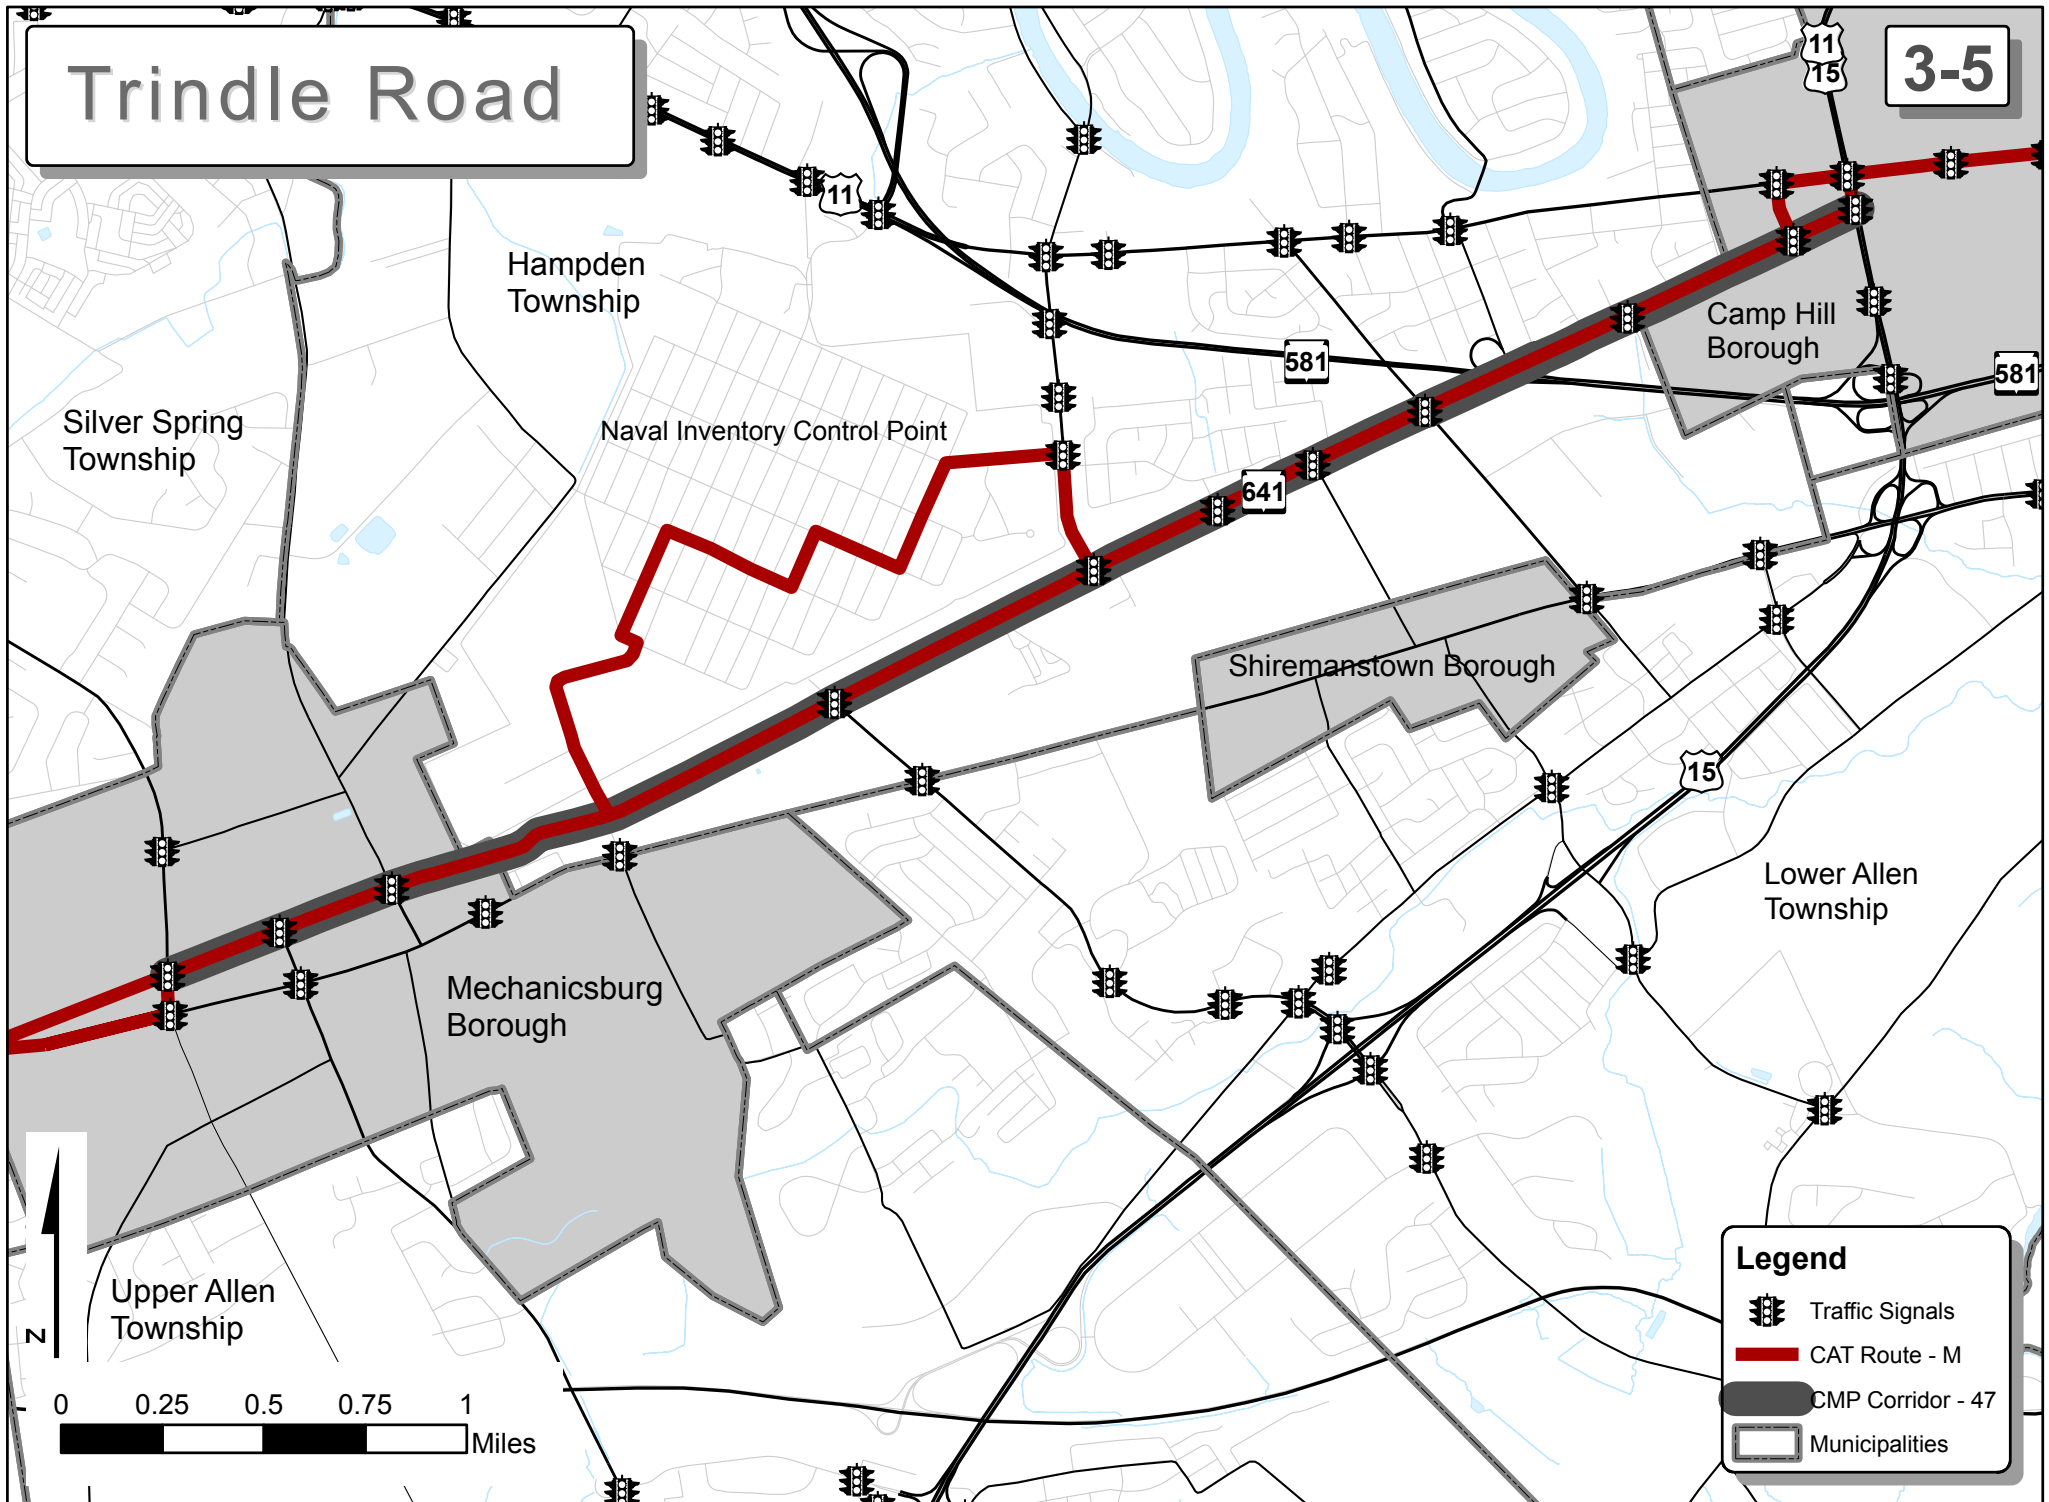 Trindle Road
3-5
11
15
11
Hampden
Township
Camp Hill
Borough
581
581
Silver Spring
Township
Naval Inventory Control Point
641
Shiremanstown Borough
15
Lower Allen
Township
Mechanicsburg
Borough
Upper Allen
Township
N
0 0.25 0.5 0.75 1
Miles
Legend
Traffic Signals
CAT Route - M
CMP Corridor - 47
Municipalities